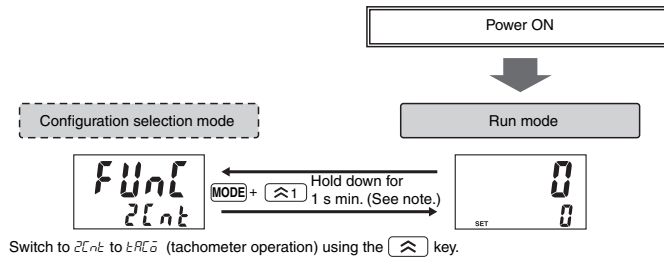 Power ON
Configuration selection mode
Run mode
FUnC
2Cnt
MODE + ︽1 Hold down for
1 s min. (See note.)
0
SET 0
Switch to 2Cnt to tACo (tachometer operation) using the ︽ key.